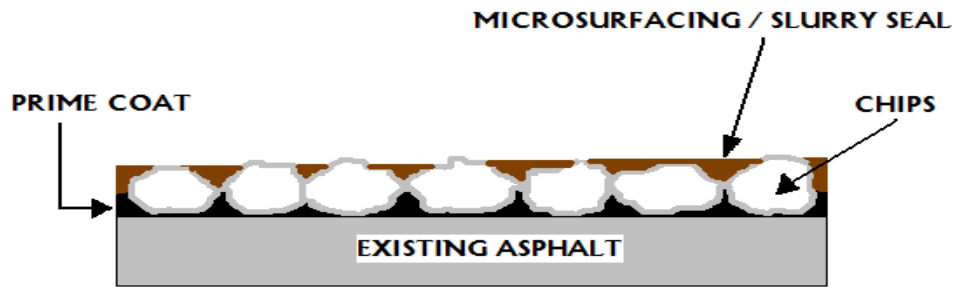 MICROSURFACING / SLURRY SEAL
PRIME COAT
CHIPS
EXISTING ASPHALT